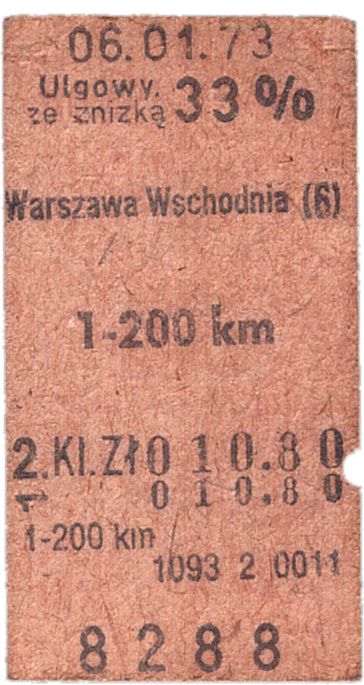 06.01.73
Ulgowy.
ze zniżką 33%
Warszawa Wschodnia (6)
1-200 km
2.Kl.Zł 0 1 0.8 0
0 1 0.8 0
1-200 km
1093 2 0011
8288